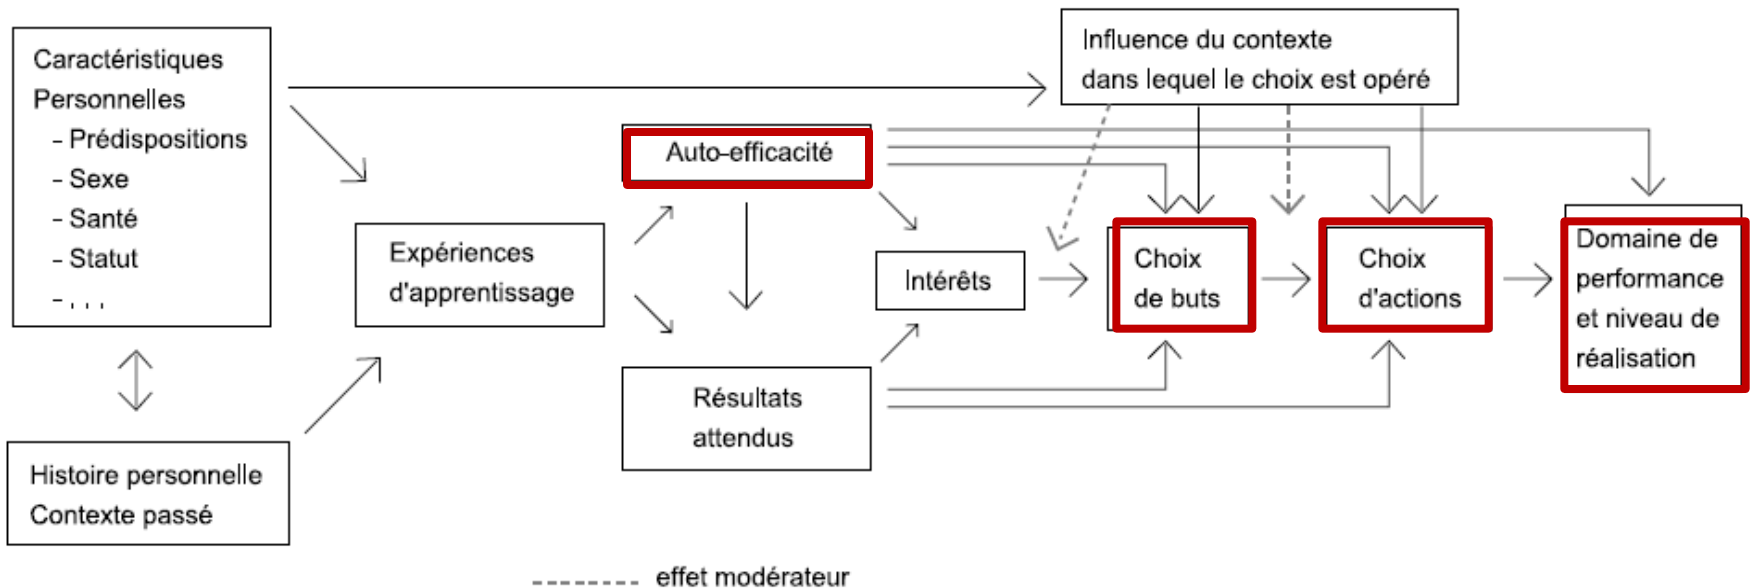 Caractéristiques
Personnelles
- Prédispositions
- Sexe
- Santé
- Statut
- . . .
Histoire personnelle
Contexte passé
Expériences
d'apprentissage
Auto-efficacité
Résultats
attendus
Intérêts
Influence du contexte
dans lequel le choix est opéré
Choix
de buts
Choix
d'actions
Domaine de
performance
et niveau de
réalisation
effet modérateur